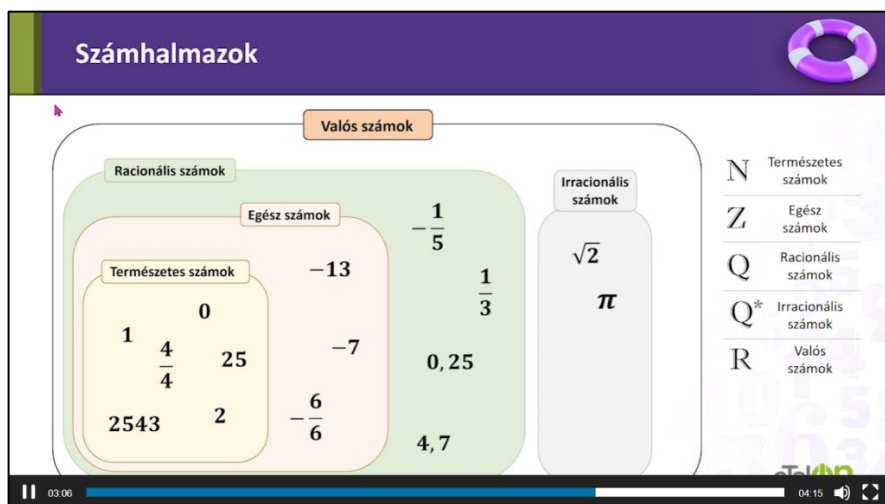 Számhalmazok
Valós számok
Racionális számok
Egész számok
Természetes számok
0
1
4/4
25
2543
2
−13
−7
−6/6
−1/5
1/3
0,25
4,7
Irracionális
számok
√2
π
N Természetes
számok
Z Egész
számok
Q Racionális
számok
Q* Irracionális
számok
R Valós
számok
03:06
04:15